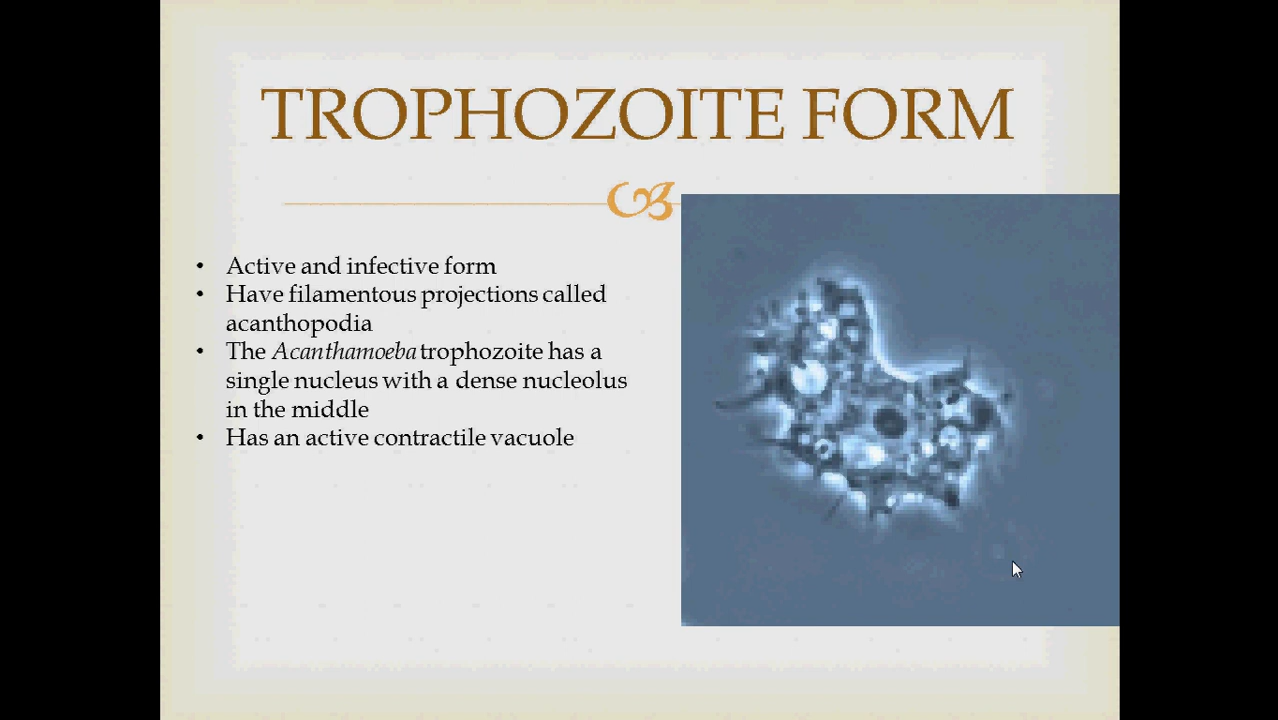 TROPHOZOITE FORM
• Active and infective form
• Have filamentous projections called
acanthopodia
• The Acanthamoeba trophozoite has a
single nucleus with a dense nucleolus
in the middle
• Has an active contractile vacuole